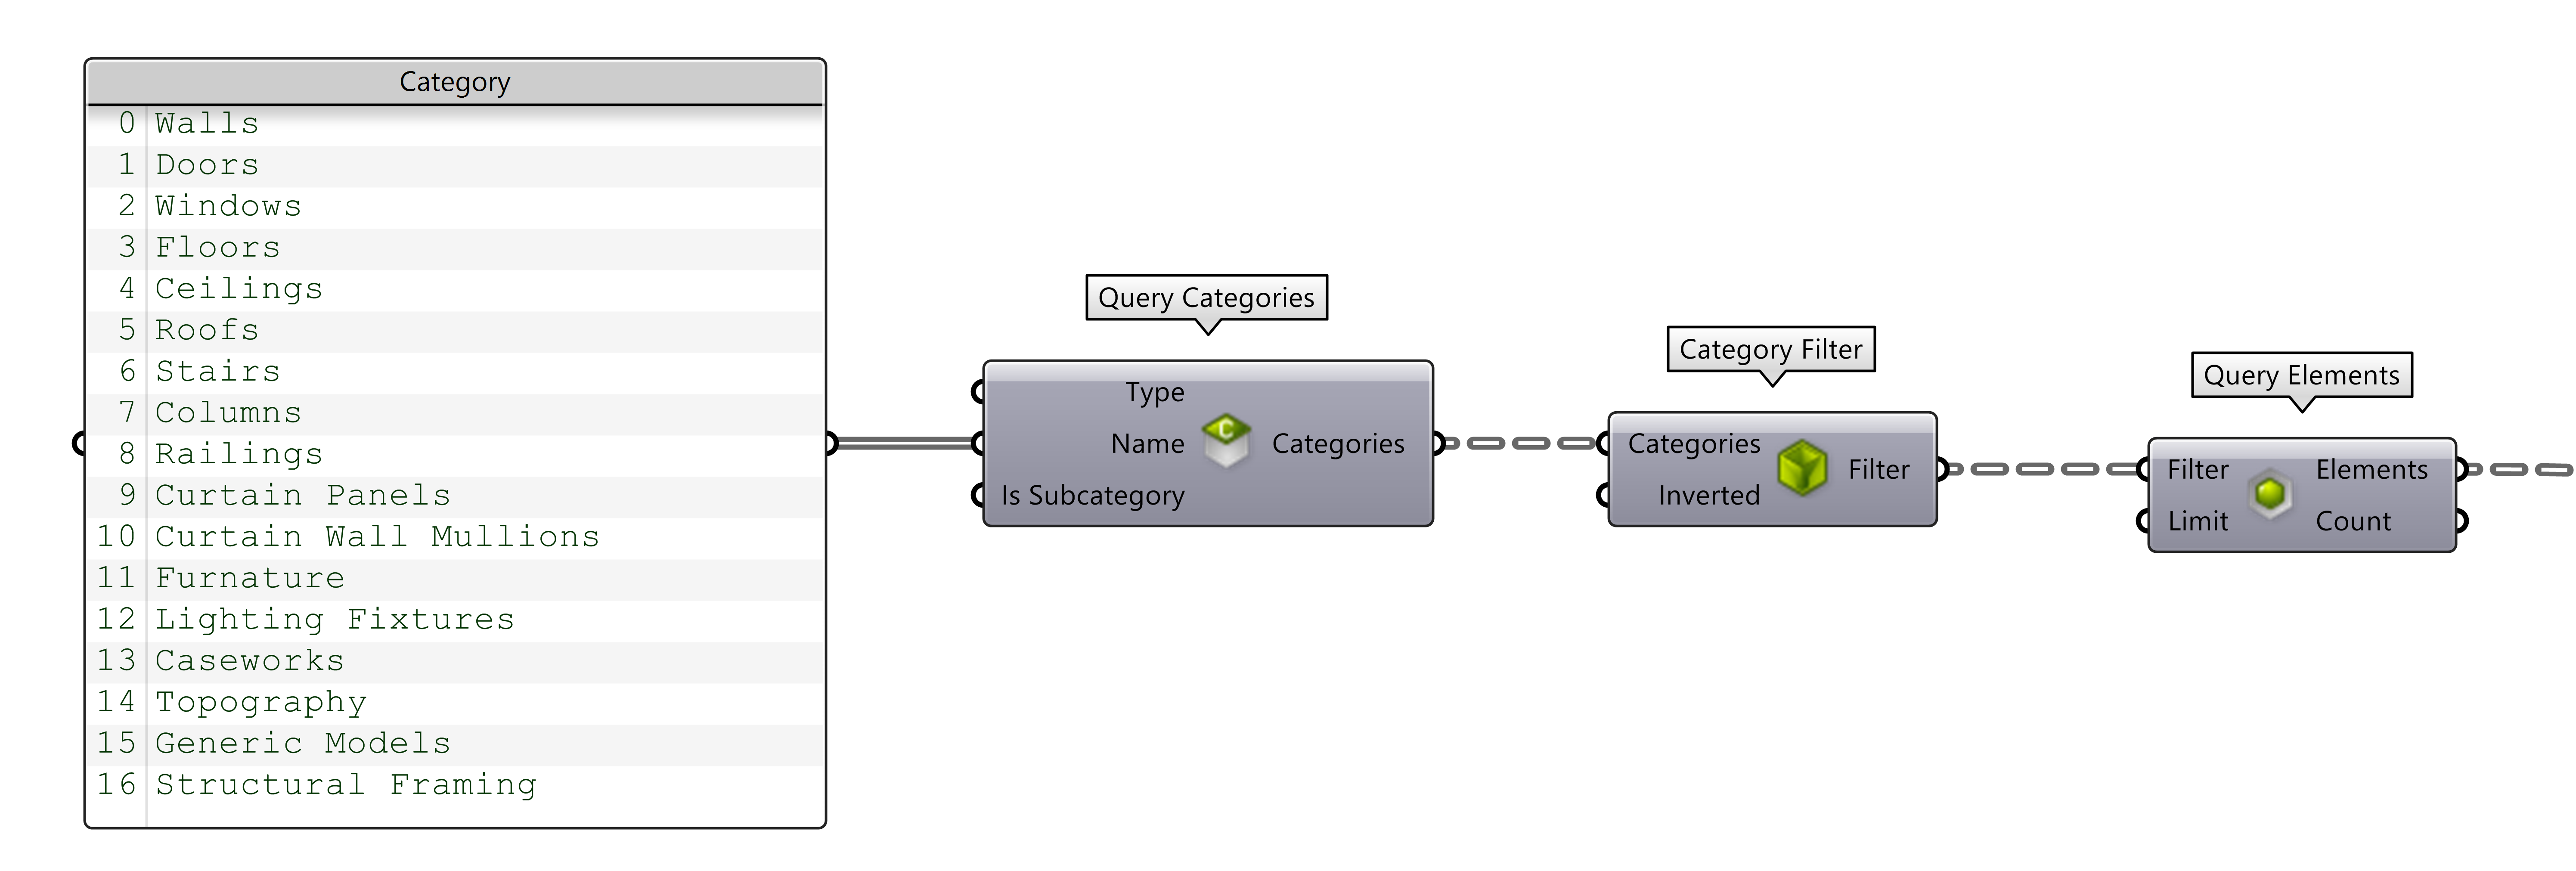 Category
0 Walls
1 Doors
2 Windows
3 Floors
4 Ceilings
5 Roofs
6 Stairs
7 Columns
8 Railings
9 Curtain Panels
10 Curtain Wall Mullions
11 Furnature
12 Lighting Fixtures
13 Caseworks
14 Topography
15 Generic Models
16 Structural Framing
Query Categories
Type
Name Categories
Is Subcategory
C
Category Filter
Categories
Filter
Inverted
Query Elements
Filter Elements
Limit Count